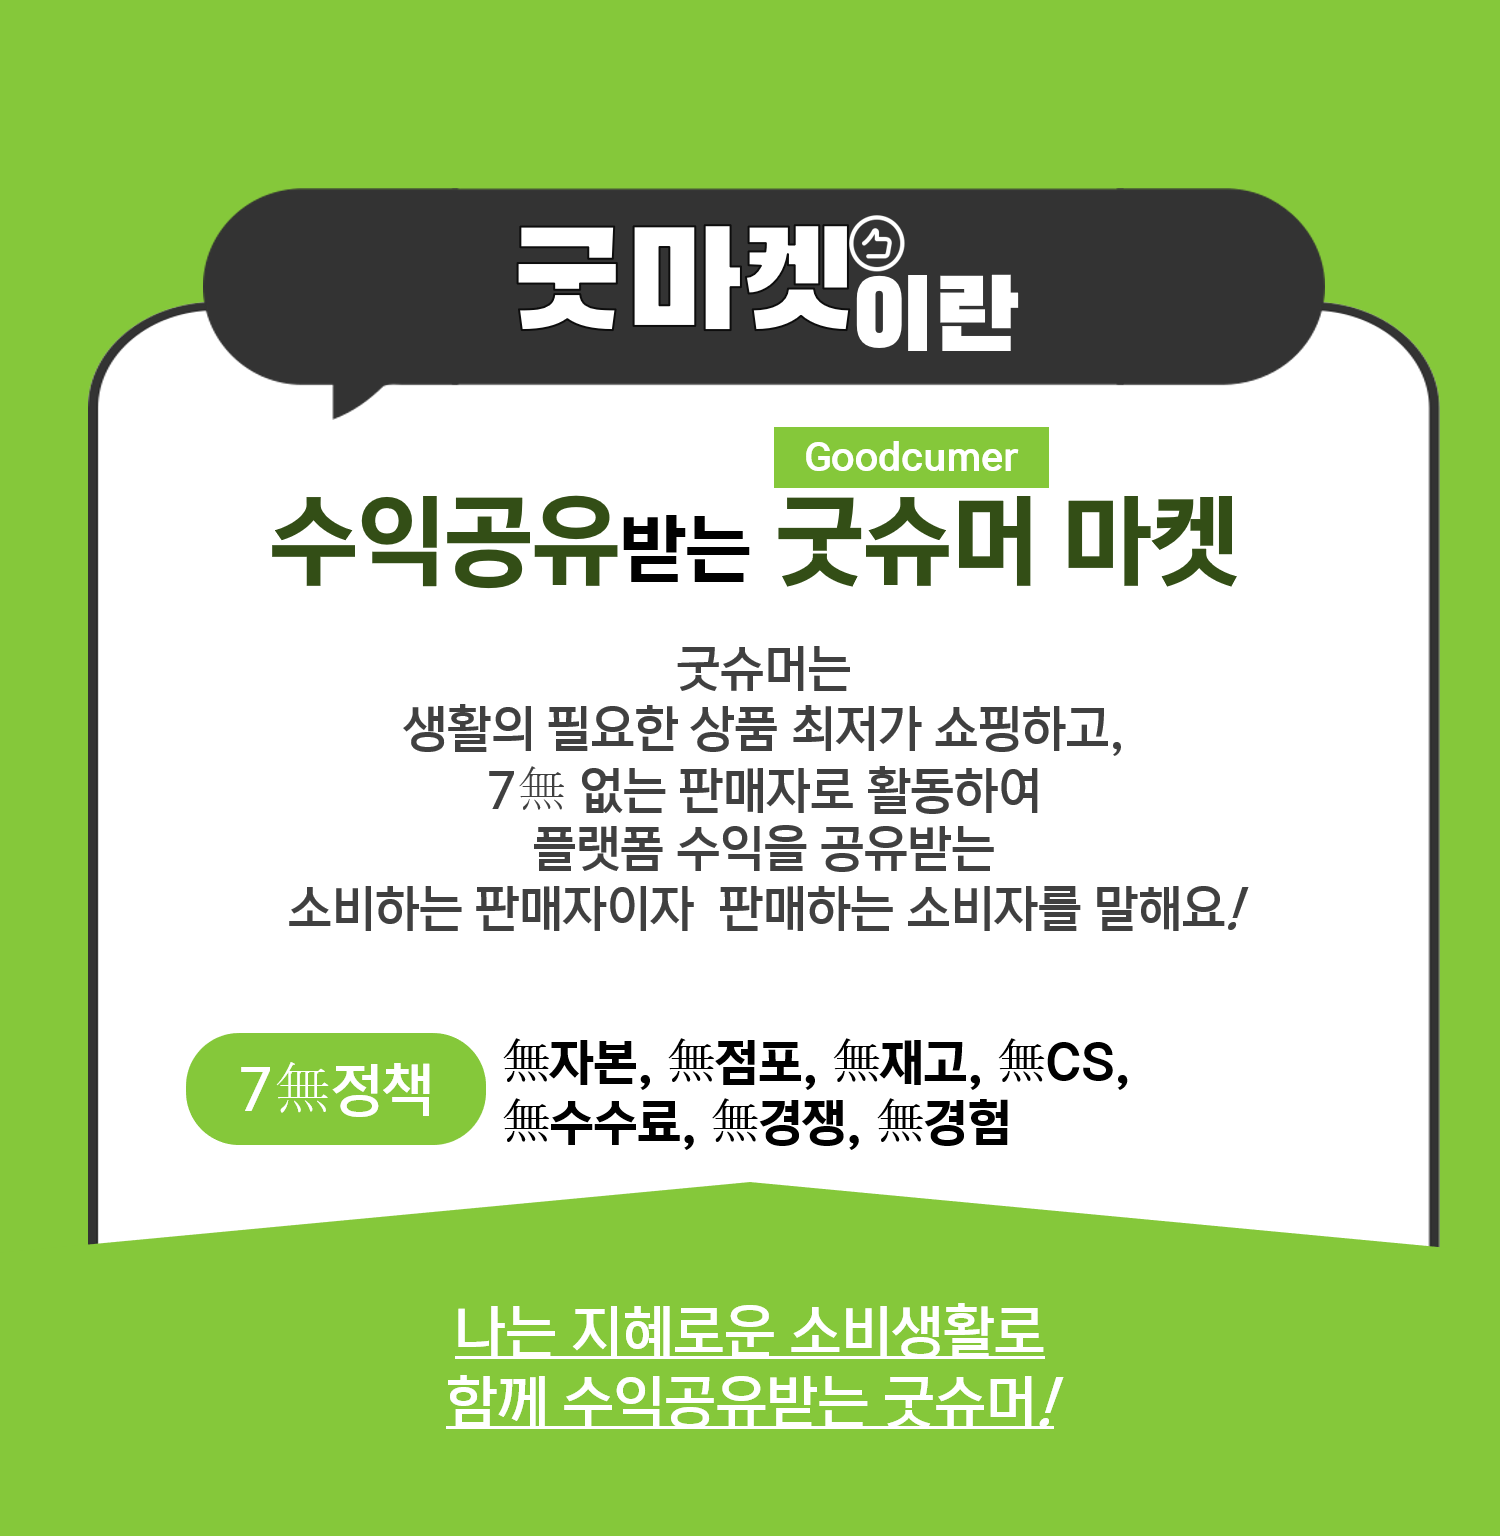 굿마켓이란
Goodcumer
수익공유받는 굿슈머 마켓
굿슈머는
생활의 필요한 상품 최저가 쇼핑하고,
7無 없는 판매자로 활동하여
플랫폼 수익을 공유받는
소비하는 판매자이자 판매하는 소비자를 말해요!
7無정책
無자본, 無점포, 無재고, 無CS,
無수수료, 無경쟁, 無경험
나는 지혜로운 소비생활로
함께 수익공유받는 굿슈머!